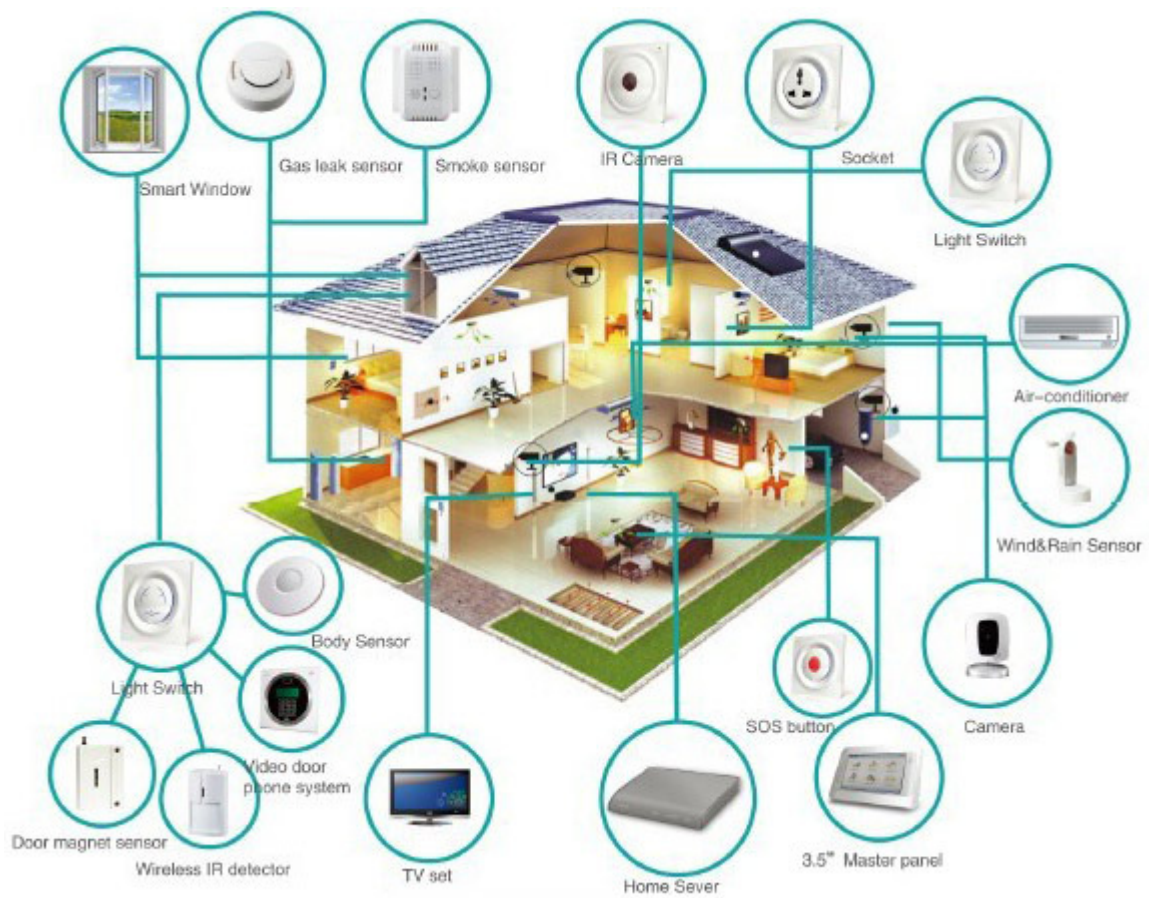 Gas leak sensor
Smoke sensor
IR Camera
Socket
Smart Window
Light Switch
Air-conditioner
Wind&Rain Sensor
Body Sensor
Light Switch
SOS button
Camera
Video door
phone system
Door magnet sensor
Wireless IR detector
TV set
Home Sever
3.5" Master panel